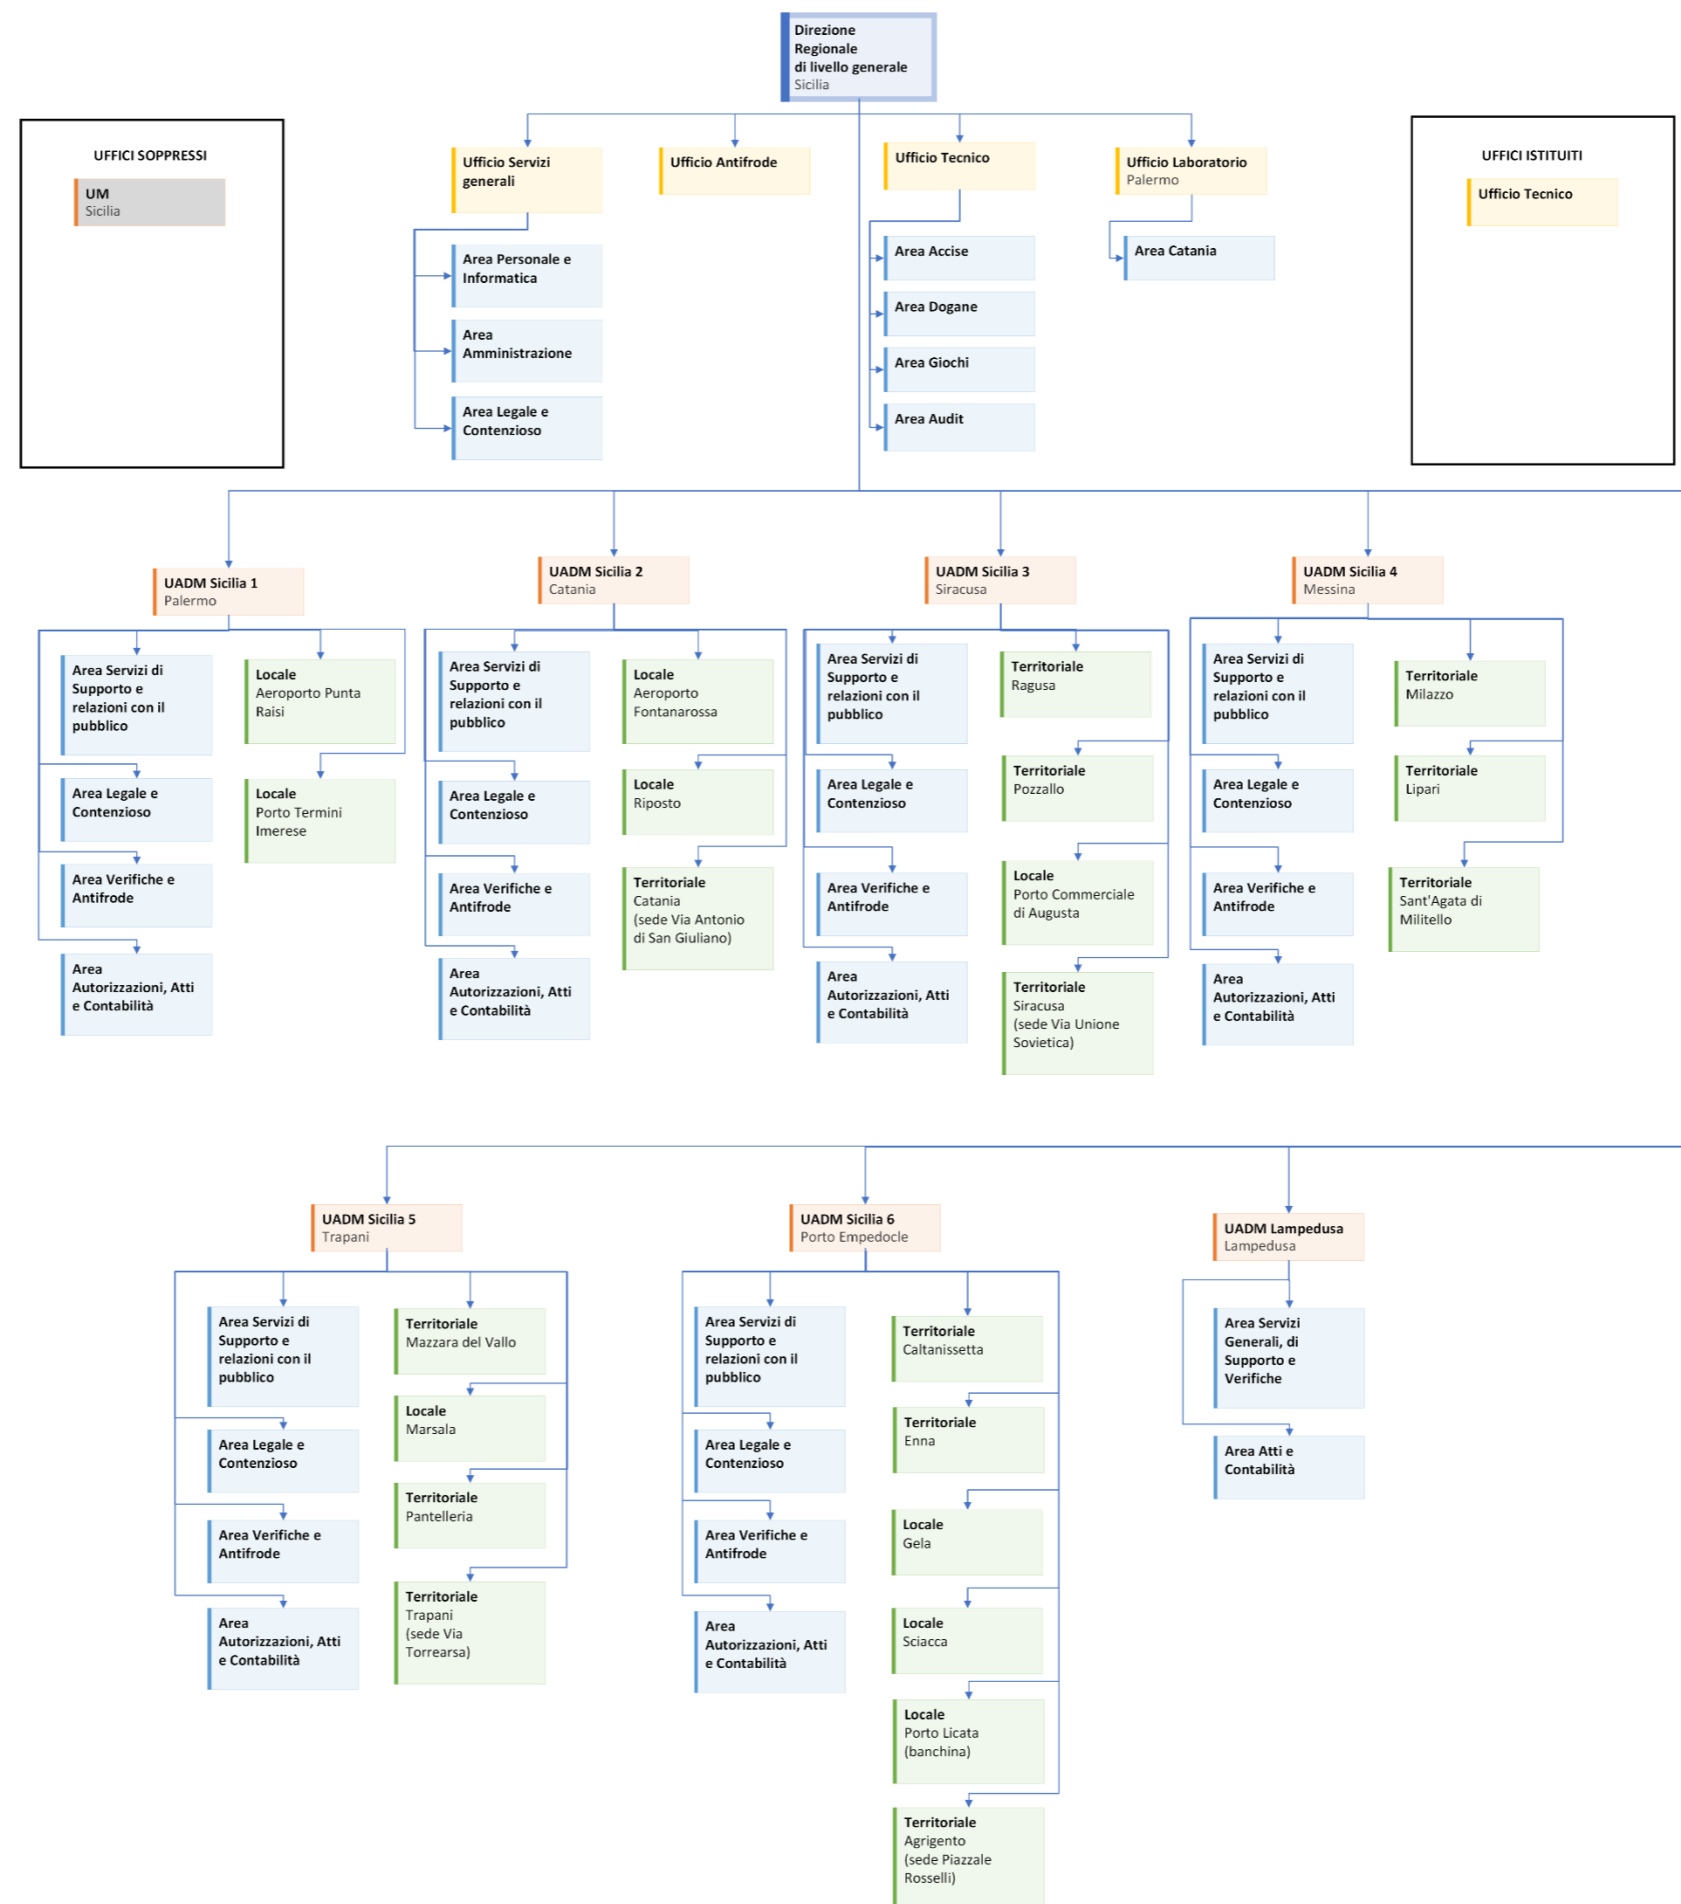 Direzione
Regionale
di livello generale
Sicilia
UFFICI SOPPRESSI
UM
Sicilia
Ufficio Servizi
generali
Ufficio Antifrode
Ufficio Tecnico
Ufficio Laboratorio
Palermo
UFFICI ISTITUITI
Ufficio Tecnico
Area Personale e
Informatica
Area
Amministrazione
Area Legale e
Contenzioso
Area Accise
Area Dogane
Area Giochi
Area Audit
Area Catania
UADM Sicilia 1
Palermo
Area Servizi di
Supporto e
relazioni con il
pubblico
Area Legale e
Contenzioso
Area Verifiche e
Antifrode
Area
Autorizzazioni, Atti
e Contabilità
Locale
Aeroporto Punta
Raisi
Locale
Porto Termini
Imerese
UADM Sicilia 2
Catania
Area Servizi di
Supporto e
relazioni con il
pubblico
Area Legale e
Contenzioso
Area Verifiche e
Antifrode
Area
Autorizzazioni, Atti
e Contabilità
Locale
Aeroporto
Fontanarossa
Locale
Riposto
Territoriale
Catania
(sede Via Antonio
di San Giuliano)
UADM Sicilia 3
Siracusa
Area Servizi di
Supporto e
relazioni con il
pubblico
Area Legale e
Contenzioso
Area Verifiche e
Antifrode
Area
Autorizzazioni, Atti
e Contabilità
Territoriale
Ragusa
Territoriale
Pozzallo
Locale
Porto Commerciale
di Augusta
Territoriale
Siracusa
(sede Via Unione
Sovietica)
UADM Sicilia 4
Messina
Area Servizi di
Supporto e
relazioni con il
pubblico
Area Legale e
Contenzioso
Area Verifiche e
Antifrode
Area
Autorizzazioni, Atti
e Contabilità
Territoriale
Milazzo
Territoriale
Lipari
Territoriale
Sant'Agata di
Militello
UADM Sicilia 5
Trapani
Area Servizi di
Supporto e
relazioni con il
pubblico
Area Legale e
Contenzioso
Area Verifiche e
Antifrode
Area
Autorizzazioni, Atti
e Contabilità
Territoriale
Mazzara del Vallo
Locale
Marsala
Territoriale
Pantelleria
Territoriale
Trapani
(sede Via
Torrearsa)
UADM Sicilia 6
Porto Empedocle
Area Servizi di
Supporto e
relazioni con il
pubblico
Area Legale e
Contenzioso
Area Verifiche e
Antifrode
Area
Autorizzazioni, Atti
e Contabilità
Territoriale
Caltanissetta
Territoriale
Enna
Locale
Gela
Locale
Sciacca
Locale
Porto Licata
(banchina)
Territoriale
Agrigento
(sede Piazzale
Rosselli)
UADM Lampedusa
Lampedusa
Area Servizi
Generali, di
Supporto e
Verifiche
Area Atti e
Contabilità